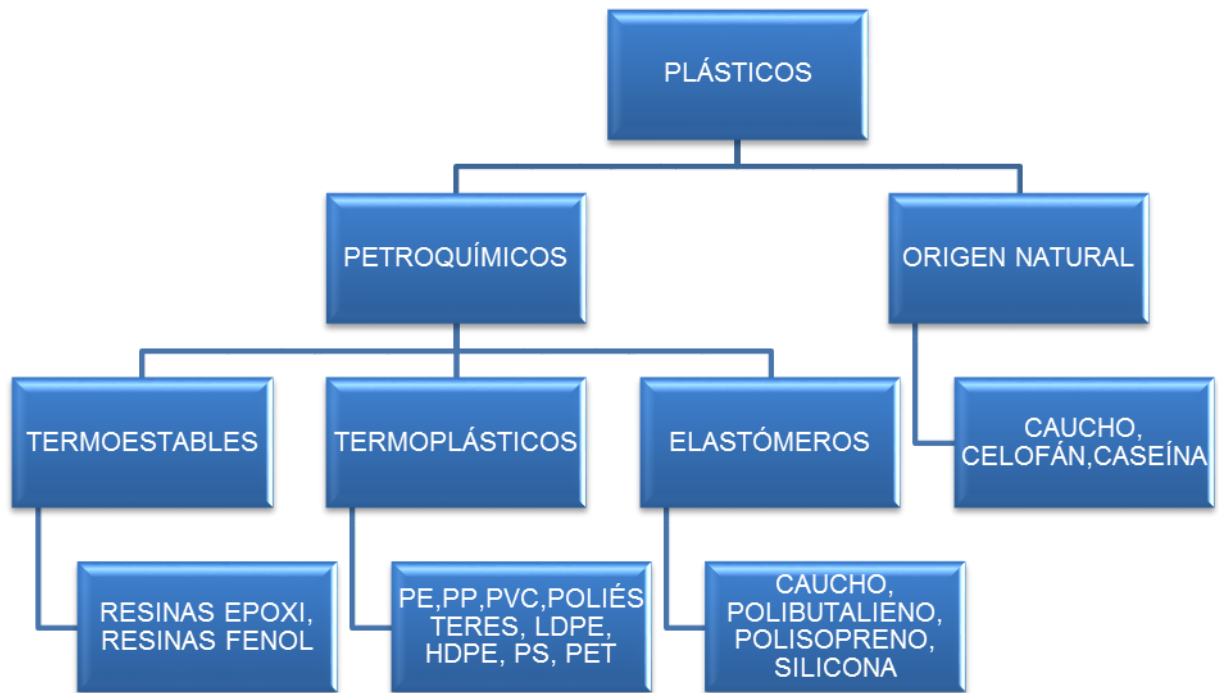 PLÁSTICOS
PETROQUÍMICOS
ORIGEN NATURAL
TERMOESTABLES
TERMOPLÁSTICOS
ELASTÓMEROS
CAUCHO,
CELOFÁN,CASEÍNA
RESINAS EPOXI,
RESINAS FENOL
PE,PP,PVC,POLIÉS
TERES, LDPE,
HDPE, PS, PET
CAUCHO,
POLIBUTALIENO,
POLISOPRENO,
SILICONA